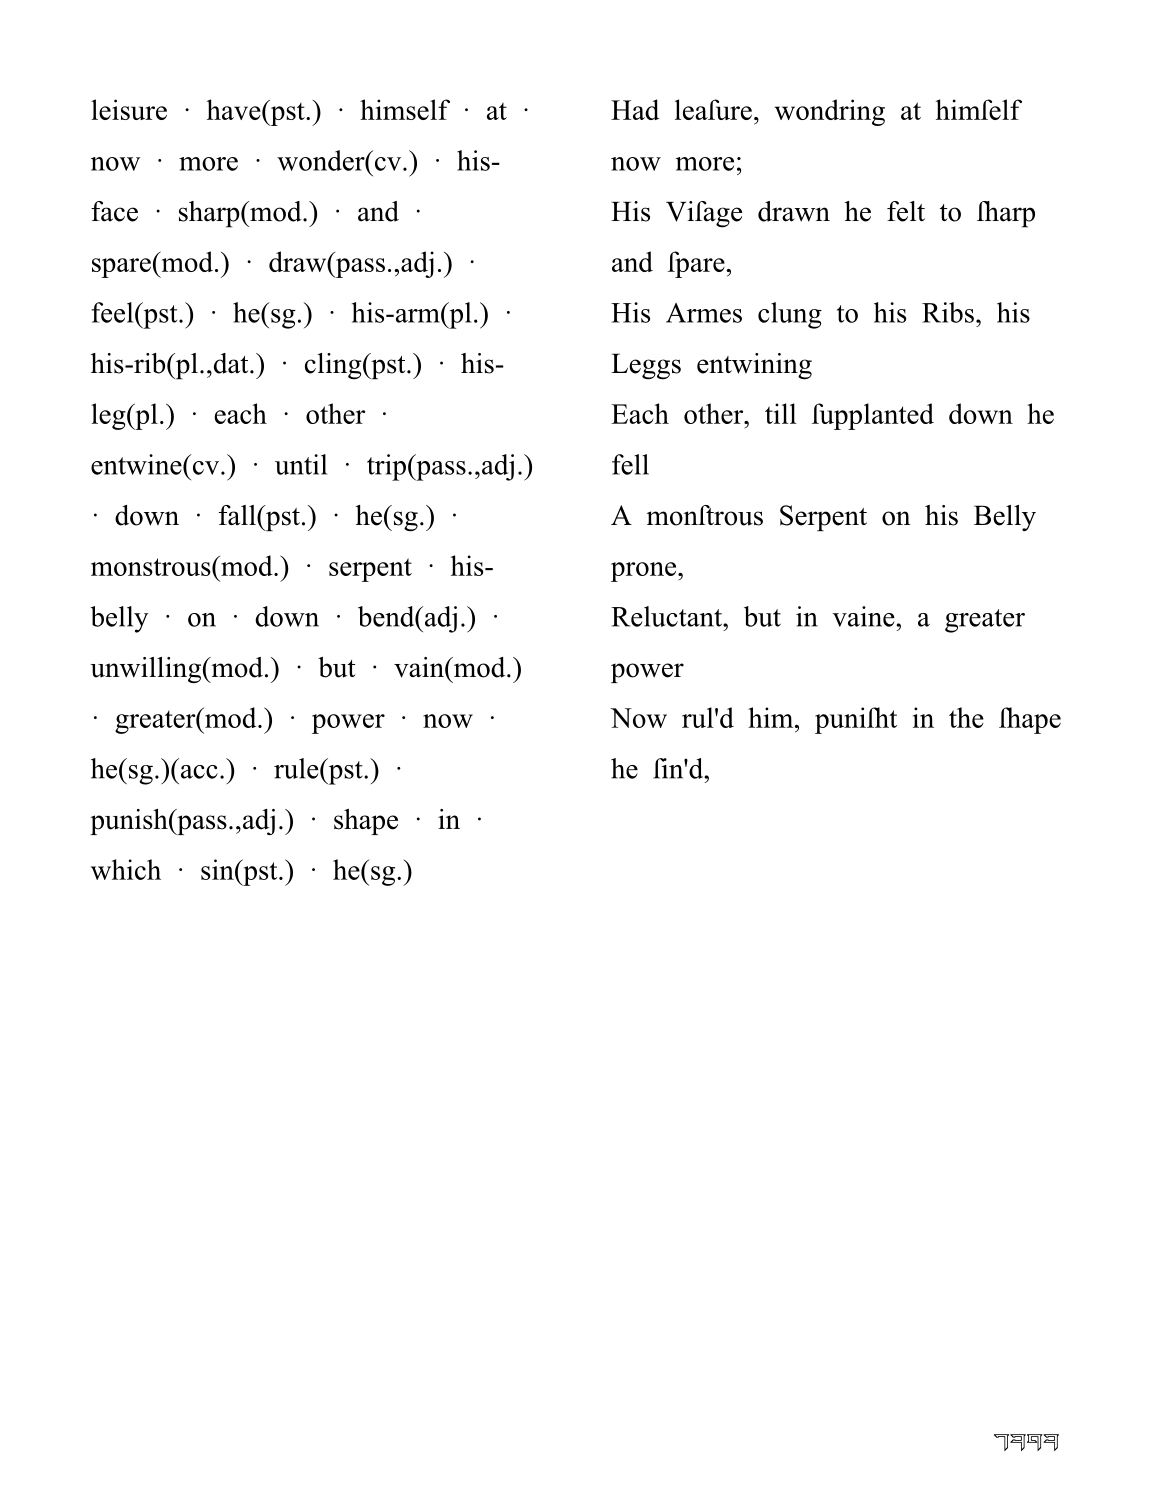 leisure · have(pst.) · himself · at ·
now · more · wonder(cv.) · his-
face · sharp(mod.) · and ·
spare(mod.) · draw(pass.,adj.) ·
feel(pst.) · he(sg.) · his-arm(pl.) ·
his-rib(pl.,dat.) · cling(pst.) · his-
leg(pl.) · each · other ·
entwine(cv.) · until · trip(pass.,adj.)
· down · fall(pst.) · he(sg.) ·
monstrous(mod.) · serpent · his-
belly · on · down · bend(adj.) ·
unwilling(mod.) · but · vain(mod.)
· greater(mod.) · power · now ·
he(sg.)(acc.) · rule(pst.) ·
punish(pass.,adj.) · shape · in ·
which · sin(pst.) · he(sg.)
Had leaſure, wondring at himſelf
now more;
His Viſage drawn he felt to ſharp
and ſpare,
His Armes clung to his Ribs, his
Leggs entwining
Each other, till ſupplanted down he
fell
A monſtrous Serpent on his Belly
prone,
Reluctant, but in vaine, a greater
power
Now rul'd him, puniſht in the ſhape
he ſin'd,